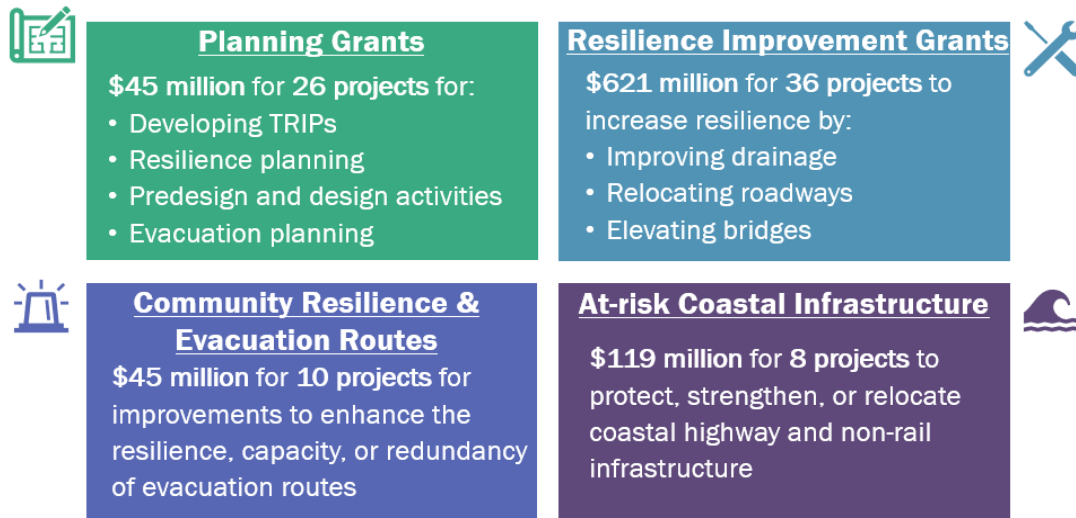 Planning Grants
$45 million for 26 projects for:
• Developing TRIPs
• Resilience planning
• Predesign and design activities
• Evacuation planning
Resilience Improvement Grants
$621 million for 36 projects to
increase resilience by:
• Improving drainage
• Relocating roadways
• Elevating bridges
Community Resilience &
Evacuation Routes
$45 million for 10 projects for
improvements to enhance the
resilience, capacity, or redundancy
of evacuation routes
At-risk Coastal Infrastructure
$119 million for 8 projects to
protect, strengthen, or relocate
coastal highway and non-rail
infrastructure